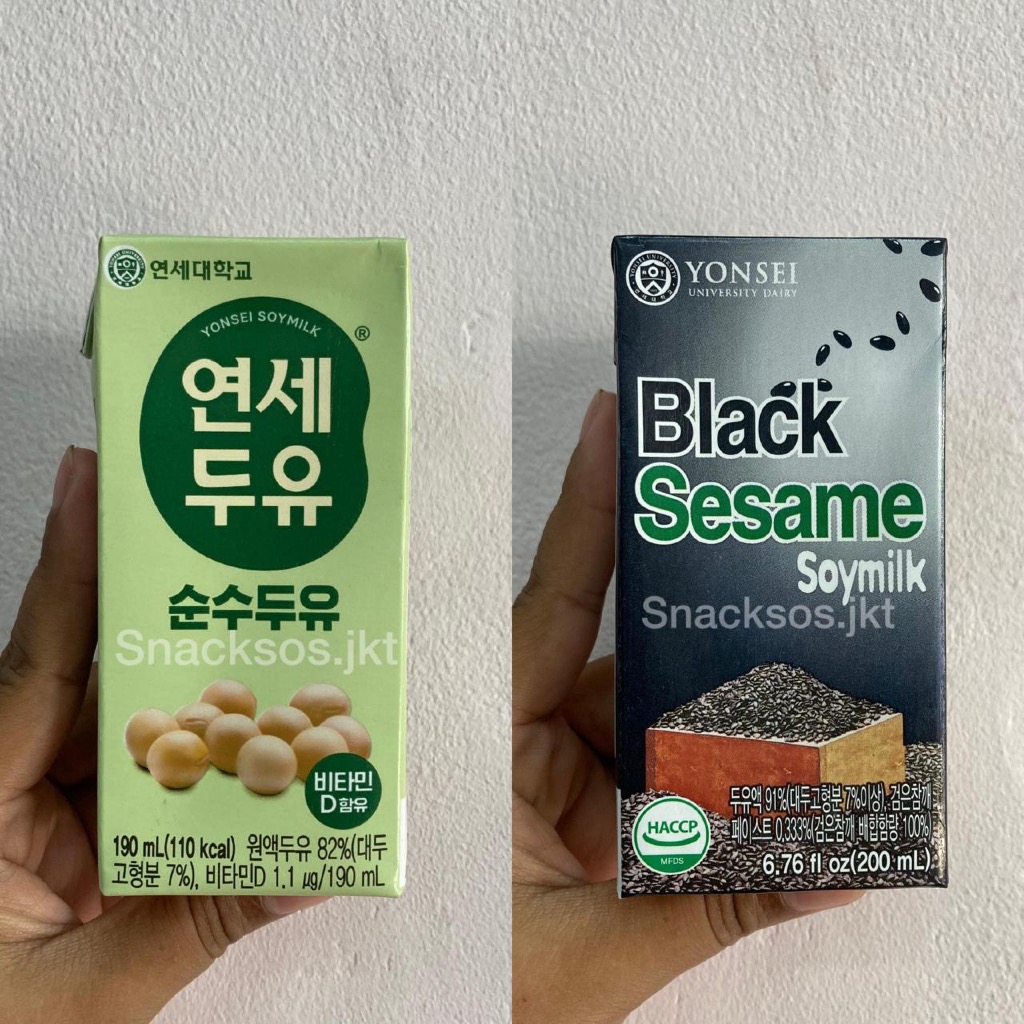 연세대학교
YONSEI SOYMILK
®
연세
두유
순수두유
Snacksos.jkt
비타민
D 함유
190 mL(110 kcal) 원액두유 82%(대두
고형분 7%), 비타민D 1.1 μg/190 mL
YONSEI
UNIVERSITY DAIRY
Black
Sesame
Soymilk
Snacksos.jkt
두유액 91%(대두고형분 7%이상), 검은참깨
페이스트 0.333%(검은참깨 배합함량 100%)
HACCP
MFDS
6.76 fl oz(200 mL)